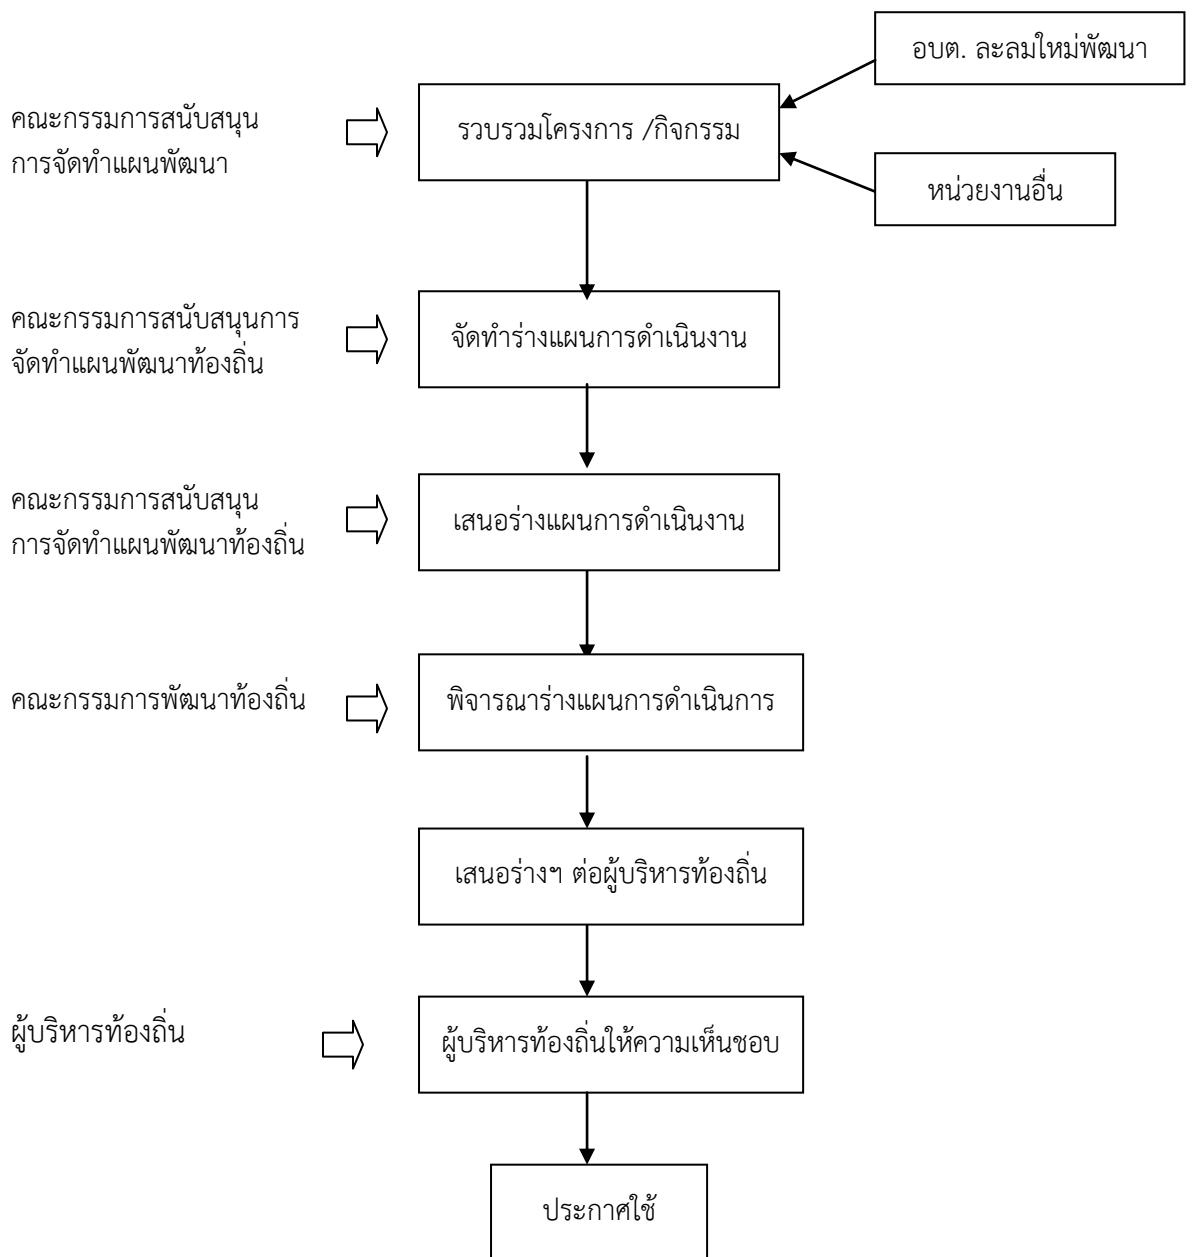 อบต. ละลมใหม่พัฒนา
คณะกรรมการสนับสนุน
การจัดทำแผนพัฒนา
รวบรวมโครงการ /กิจกรรม
หน่วยงานอื่น
คณะกรรมการสนับสนุนการ
จัดทำแผนพัฒนาท้องถิ่น
จัดทำร่างแผนการดำเนินงาน
คณะกรรมการสนับสนุน
การจัดทำแผนพัฒนาท้องถิ่น
เสนอร่างแผนการดำเนินงาน
คณะกรรมการพัฒนาท้องถิ่น
พิจารณาร่างแผนการดำเนินการ
เสนอร่างฯ ต่อผู้บริหารท้องถิ่น
ผู้บริหารท้องถิ่น
ผู้บริหารท้องถิ่นให้ความเห็นชอบ
ประกาศใช้